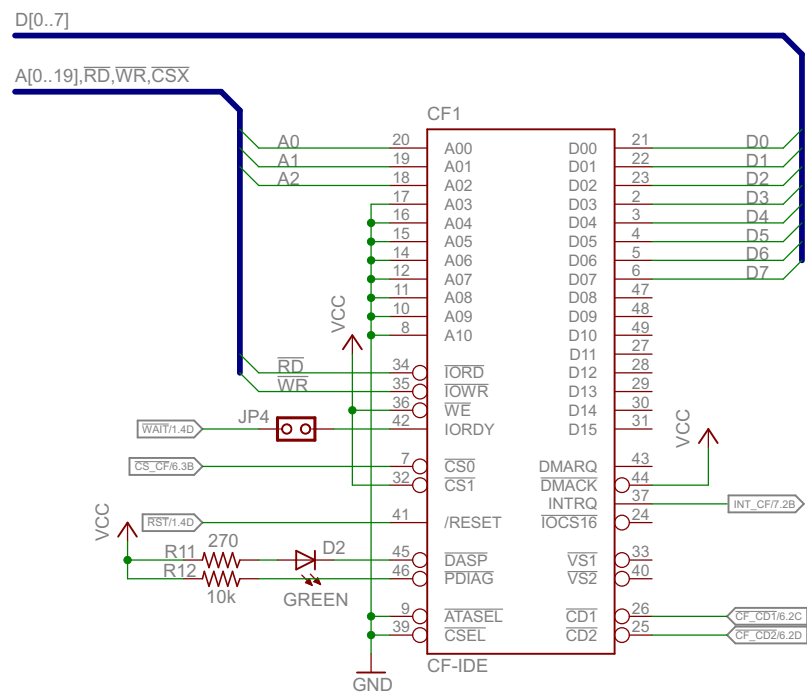 D[0..7]
A[0..19],RD,WR,CSX
CF1
A0 20 A00 D00 21 D0
A1 19 A01 D01 22 D1
A2 18 A02 D02 23 D2
17 A03 D03 2 D3
16 A04 D04 3 D4
15 A05 D05 4 D5
14 A06 D06 5 D6
12 A07 D07 6 D7
11 A08 D08 47
10 A09 D09 48
8 A10 D10 49
VCC
D11 27
RD 34 IORD D12 28
WR 35 IOWR D13 29
36 WE D14 30
WAIT/1.4D JP4 42 IORDY D15 31
VCC
CS_CF/6.3B 7 CS0 DMARQ 43
32 CS1 DMACK 44
INTRQ 37 INT_CF/7.2B
RST/1.4D 41 /RESET IOCS16 24
VCC
R11 270 D2 45 DASP VS1 33
R12 10k GREEN 46 PDIAG VS2 40
9 ATASEL CD1 26 CF_CD1/6.2C
39 CSEL CD2 25 CF_CD2/6.2D
CF-IDE
GND